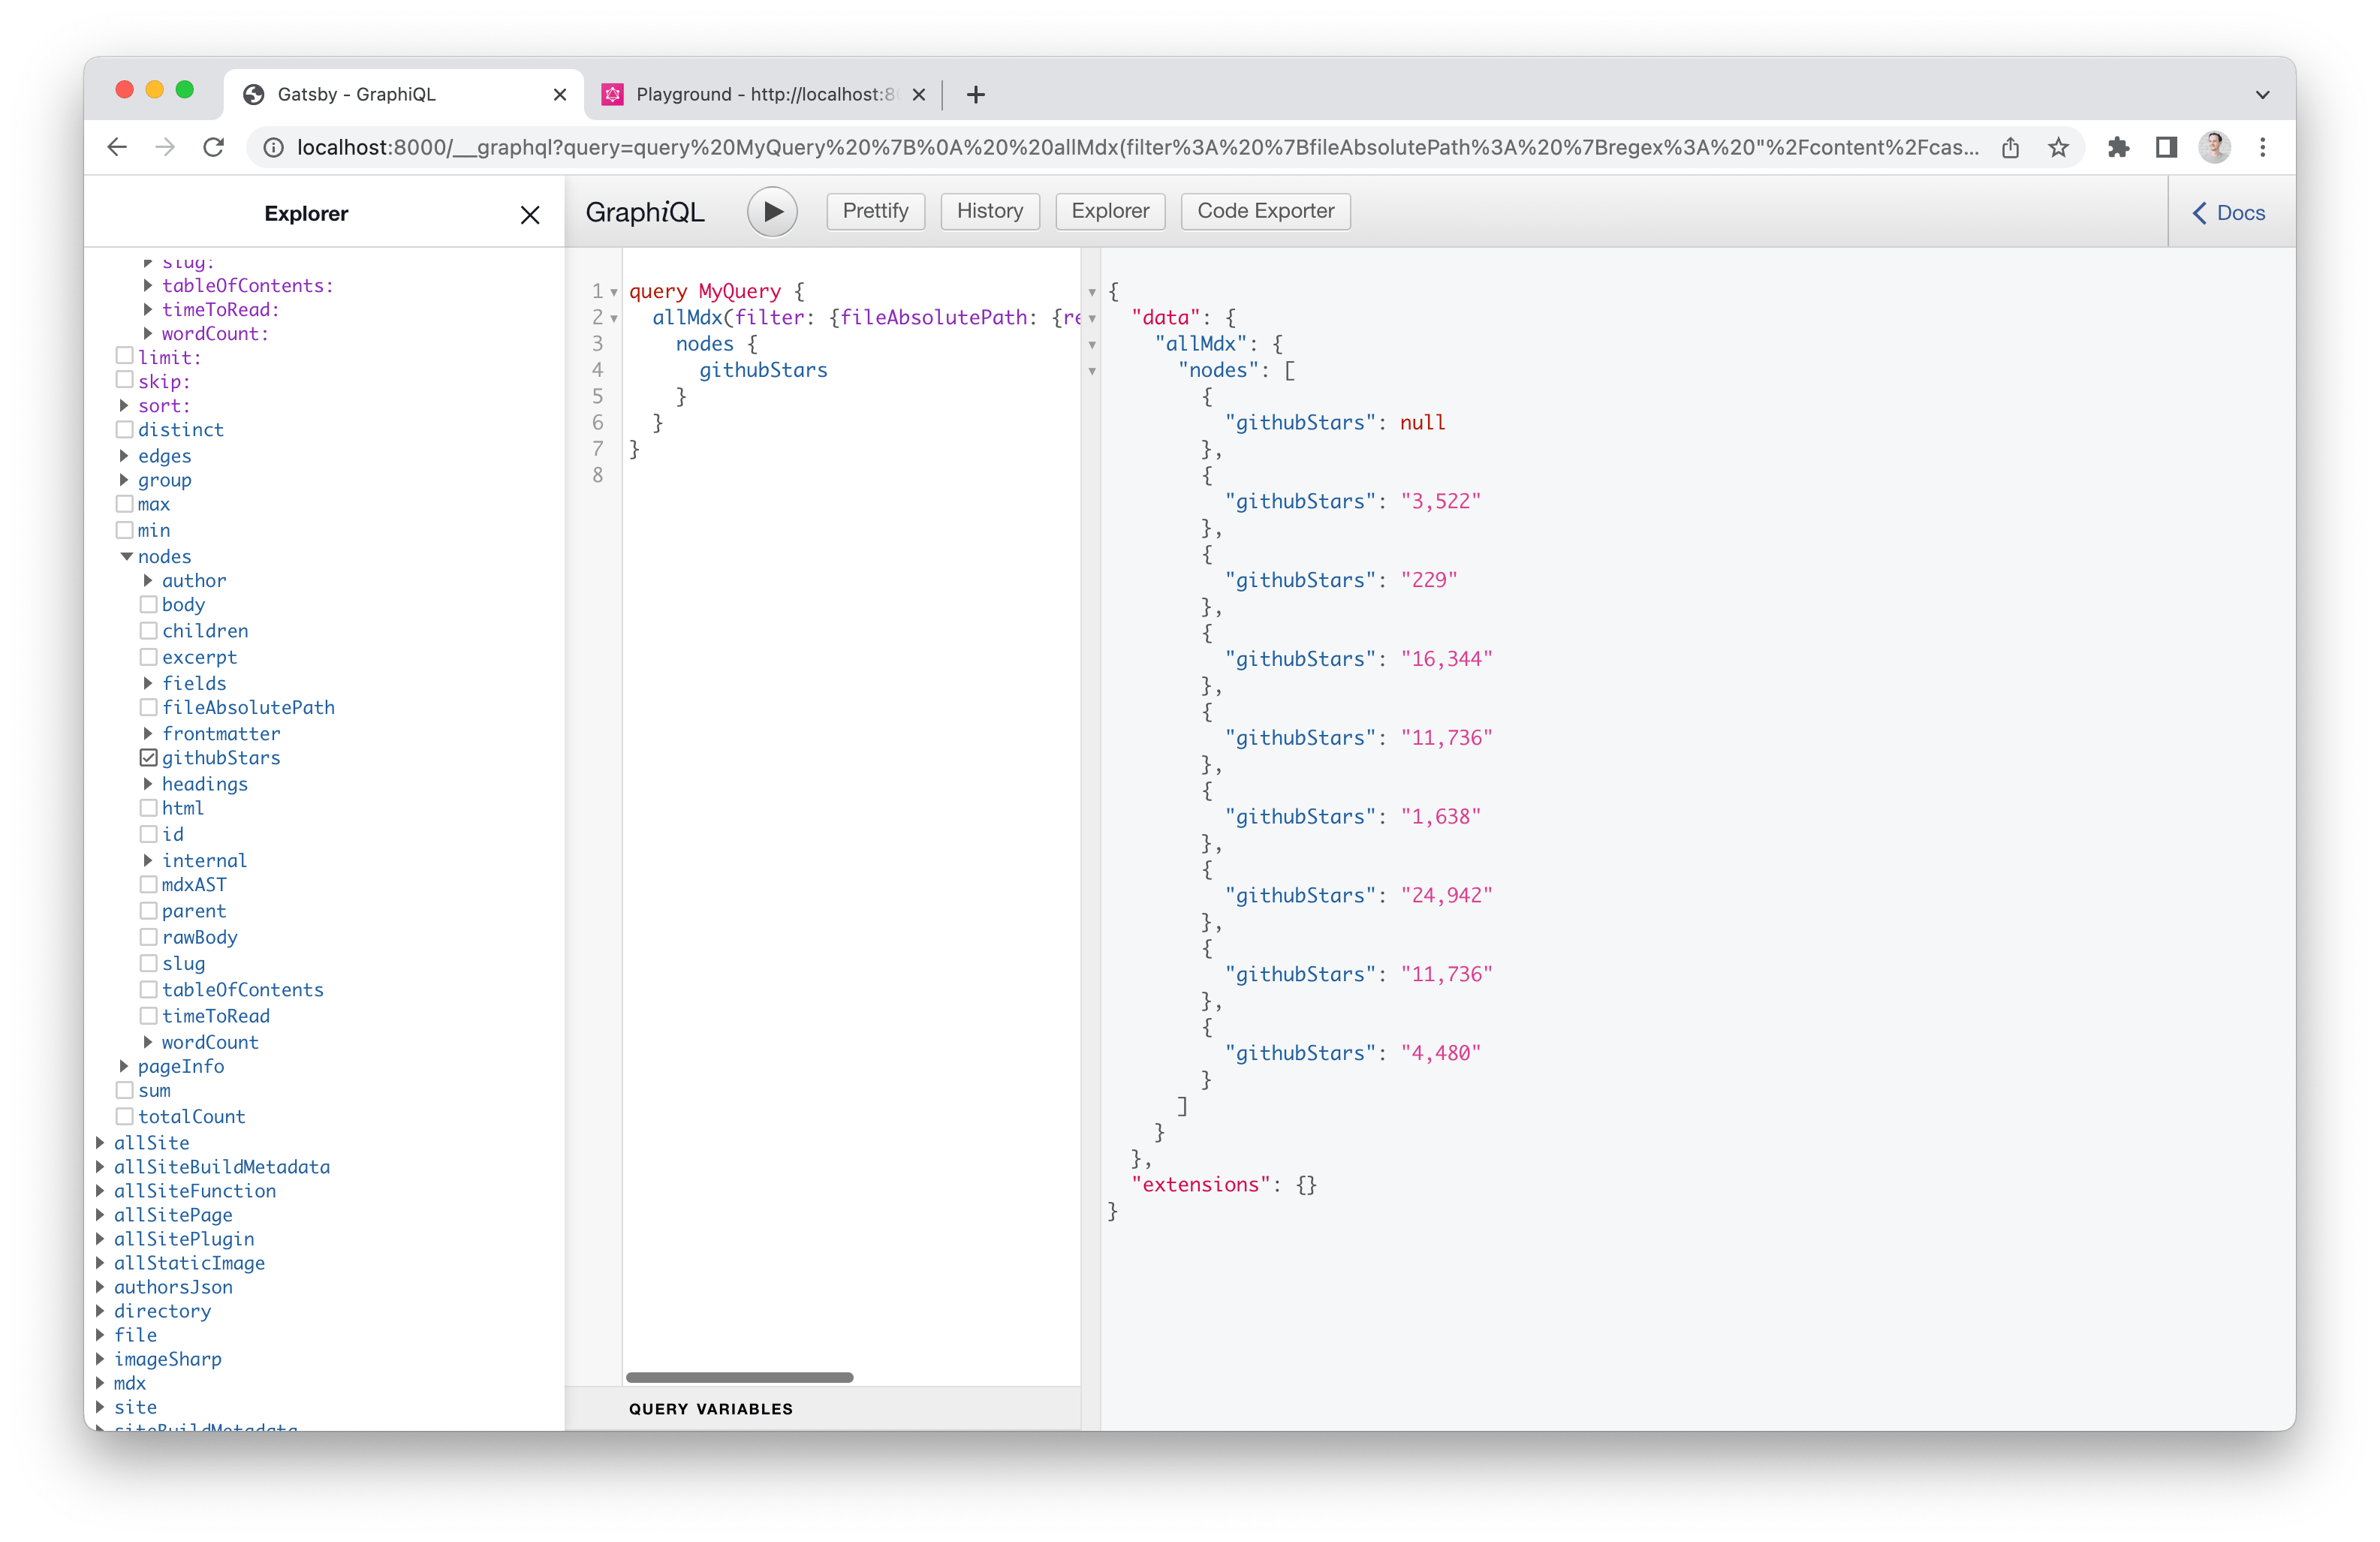 Gatsby - GraphiQL
Playground - http://localhost:8
localhost:8000/__graphql?query=query%20MyQuery%20%7B%0A%20%20allMdx(filter%3A%20%7BfileAbsolutePath%3A%20%7Bregex%3A%20"%2Fcontent%2Fcas...
Explorer
GraphiQL
Prettify
History
Explorer
Code Exporter
Docs
slug:
tableOfContents:
timeToRead:
wordCount:
limit:
skip:
sort:
distinct
edges
group
max
min
nodes
author
body
children
excerpt
fields
fileAbsolutePath
frontmatter
githubStars
headings
html
id
internal
mdxAST
parent
rawBody
slug
tableOfContents
timeToRead
wordCount
pageInfo
sum
totalCount
allSite
allSiteBuildMetadata
allSiteFunction
allSitePage
allSitePlugin
allStaticImage
authorsJson
directory
file
imageSharp
mdx
site
siteBuildMetadata
1 query MyQuery {
2 allMdx(filter: {fileAbsolutePath: {re
3 nodes {
4 githubStars
5 }
6 }
7 }
8
QUERY VARIABLES
{
"data": {
"allMdx": {
"nodes": [
{
"githubStars": null
},
{
"githubStars": "3,522"
},
{
"githubStars": "229"
},
{
"githubStars": "16,344"
},
{
"githubStars": "11,736"
},
{
"githubStars": "1,638"
},
{
"githubStars": "24,942"
},
{
"githubStars": "11,736"
},
{
"githubStars": "4,480"
}
]
}
},
"extensions": {}
}